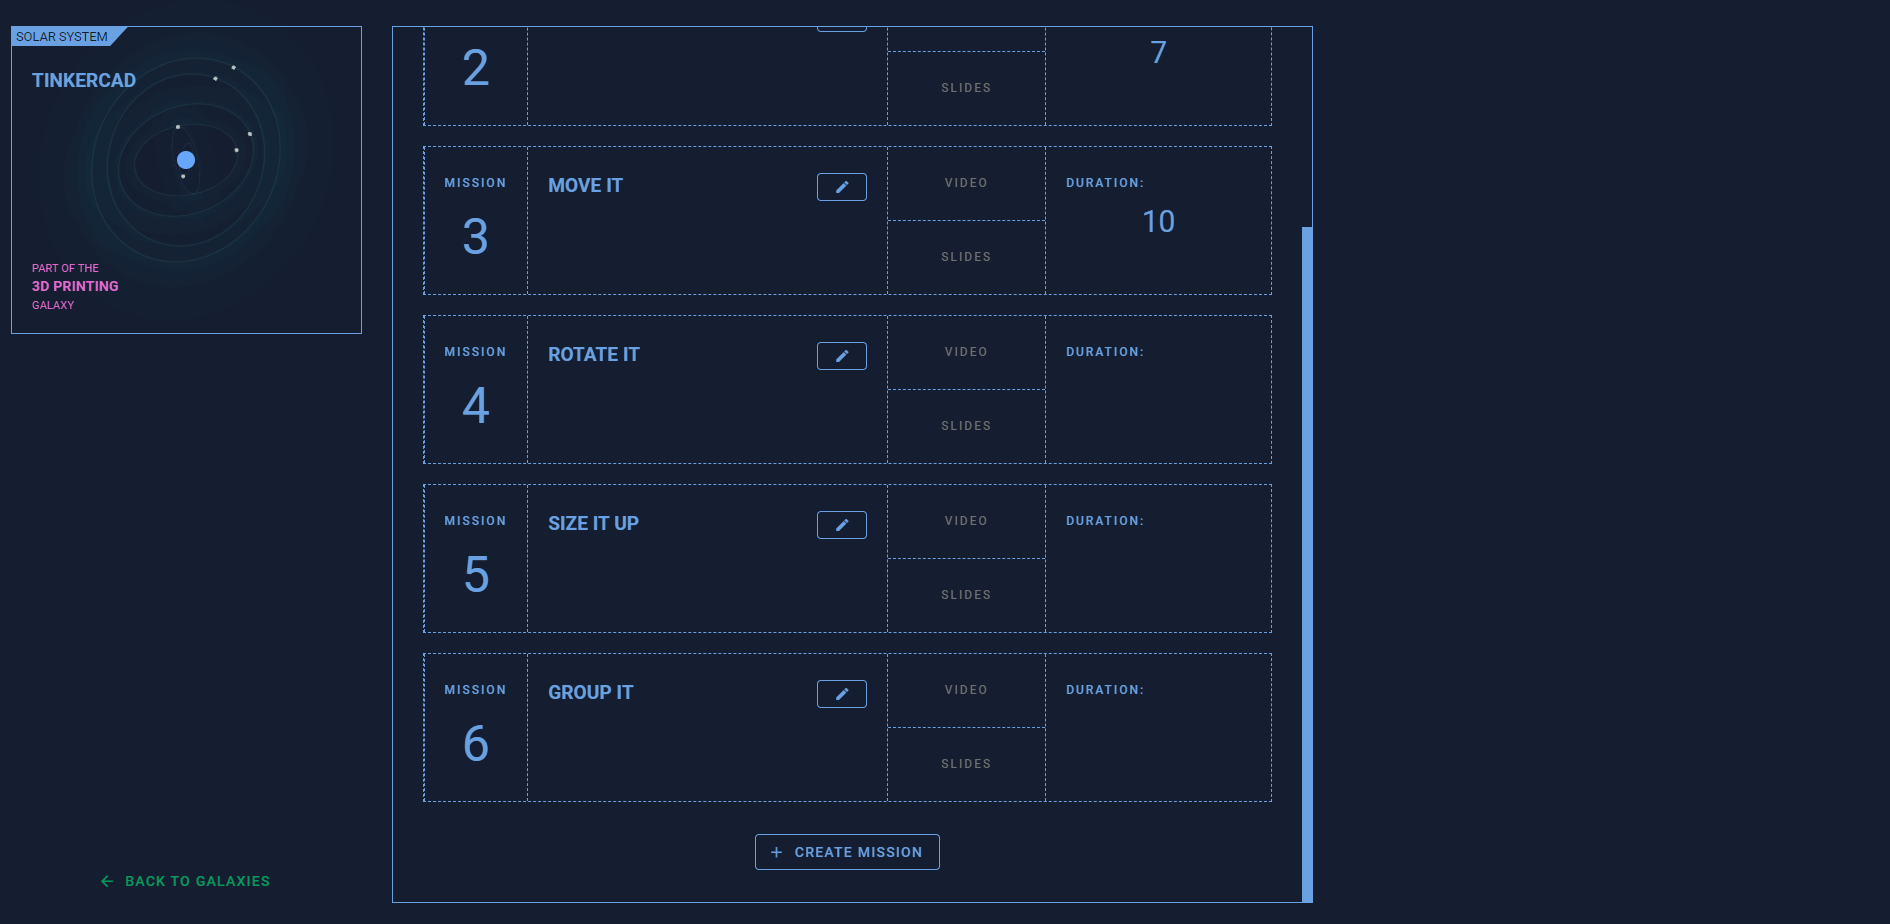 SOLAR SYSTEM
TINKERCAD
PART OF THE
3D PRINTING
GALAXY
BACK TO GALAXIES
2
SLIDES
7
MISSION
3
MOVE IT
VIDEO
SLIDES
DURATION:
10
MISSION
4
ROTATE IT
VIDEO
SLIDES
DURATION:
MISSION
5
SIZE IT UP
VIDEO
SLIDES
DURATION:
MISSION
6
GROUP IT
VIDEO
SLIDES
DURATION:
CREATE MISSION